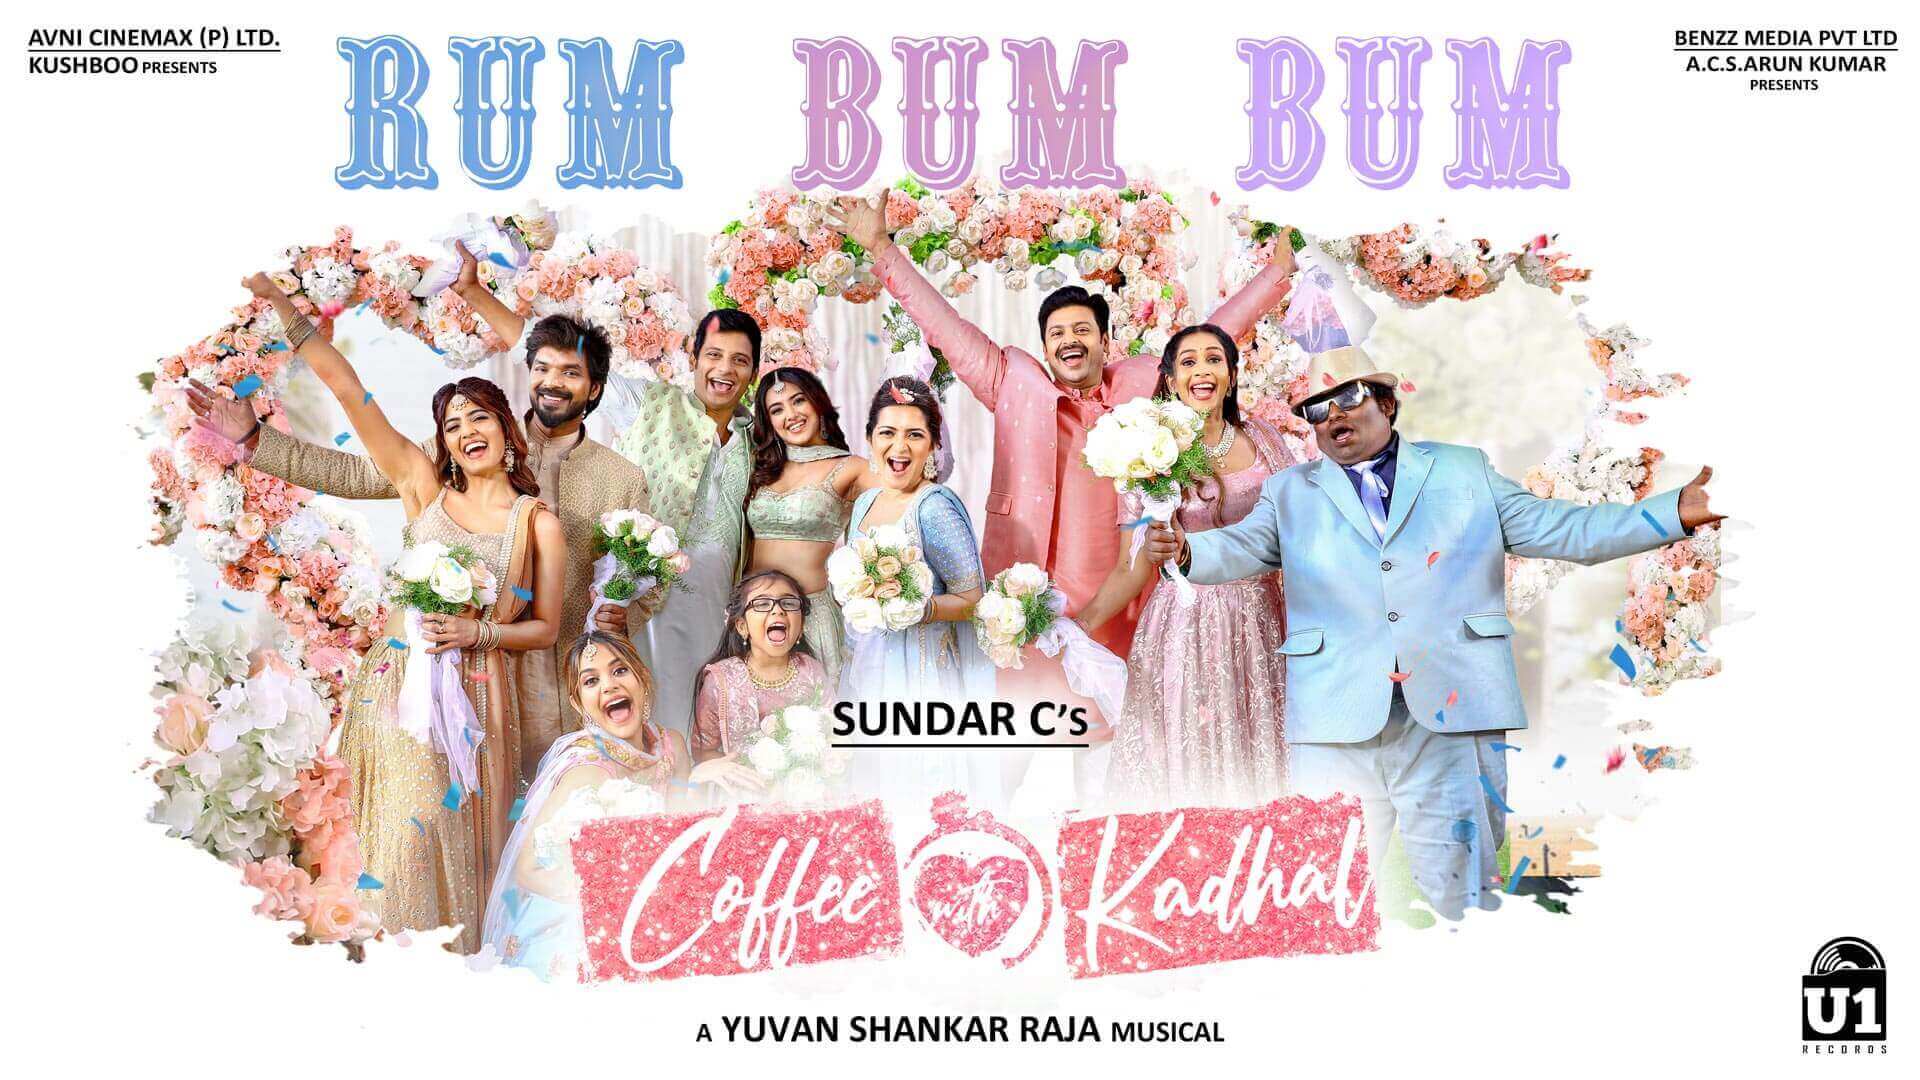 AVNI CINEMAX (P) LTD.
KUSHBOO PRESENTS
RUM BUM BUM
BENZZ MEDIA PVT LTD
A.C.S.ARUN KUMAR
PRESENTS
SUNDAR C's
Coffee with Kadhal
A YUVAN SHANKAR RAJA MUSICAL
U1
RECORDS